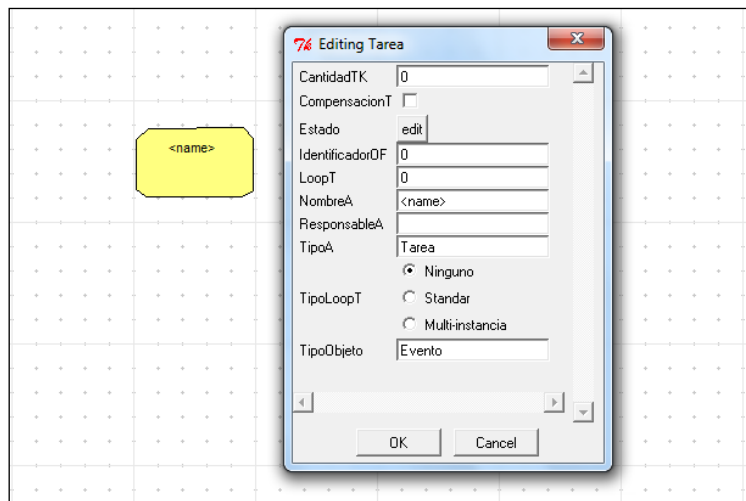 Editing Tarea
<name>
CantidadTK 0
CompensacionT
Estado edit
IdentificadorOF 0
LoopT 0
NombreA <name>
ResponsableA
TipoA Tarea
Ninguno
TipoLoopT Standar
Multi-instancia
TipoObjeto Evento
OK Cancel